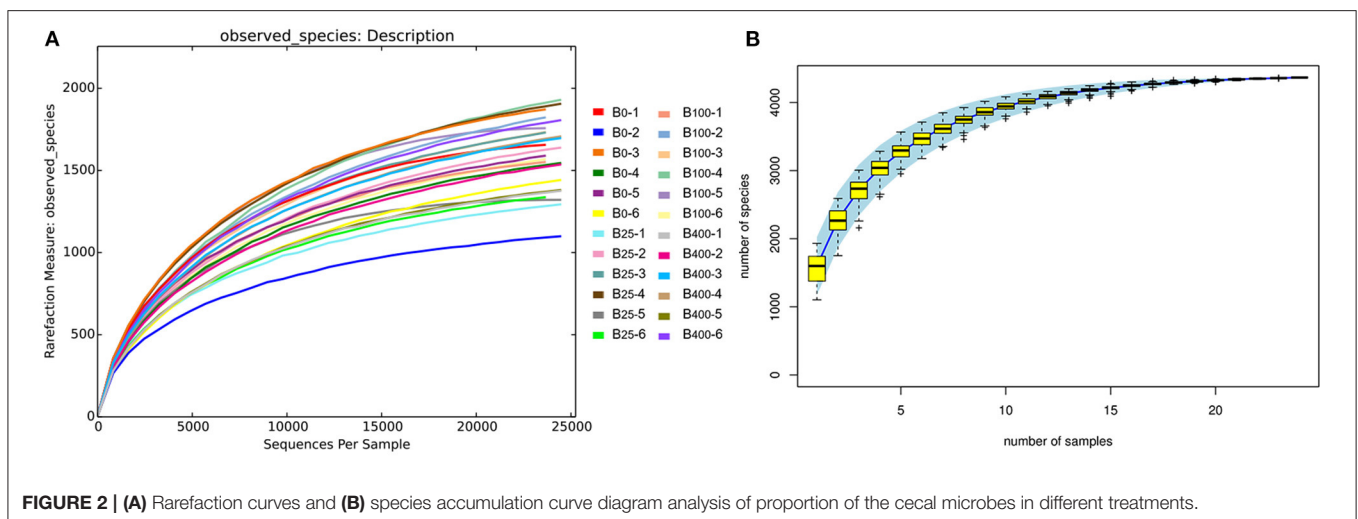 A
observed_species: Description
Rarefaction Measure: observed_species
2000
1500
1000
500
0
0 5000 10000 15000 20000 25000
Sequences Per Sample
B0-1 B100-1
B0-2 B100-2
B0-3 B100-3
B0-4 B100-4
B0-5 B100-5
B0-6 B100-6
B25-1 B400-1
B25-2 B400-2
B25-3 B400-3
B25-4 B400-4
B25-5 B400-5
B25-6 B400-6
B
number of species
4000
3000
2000
1000
0
5 10 15 20
number of samples
FIGURE 2 | (A) Rarefaction curves and (B) species accumulation curve diagram analysis of proportion of the cecal microbes in different treatments.